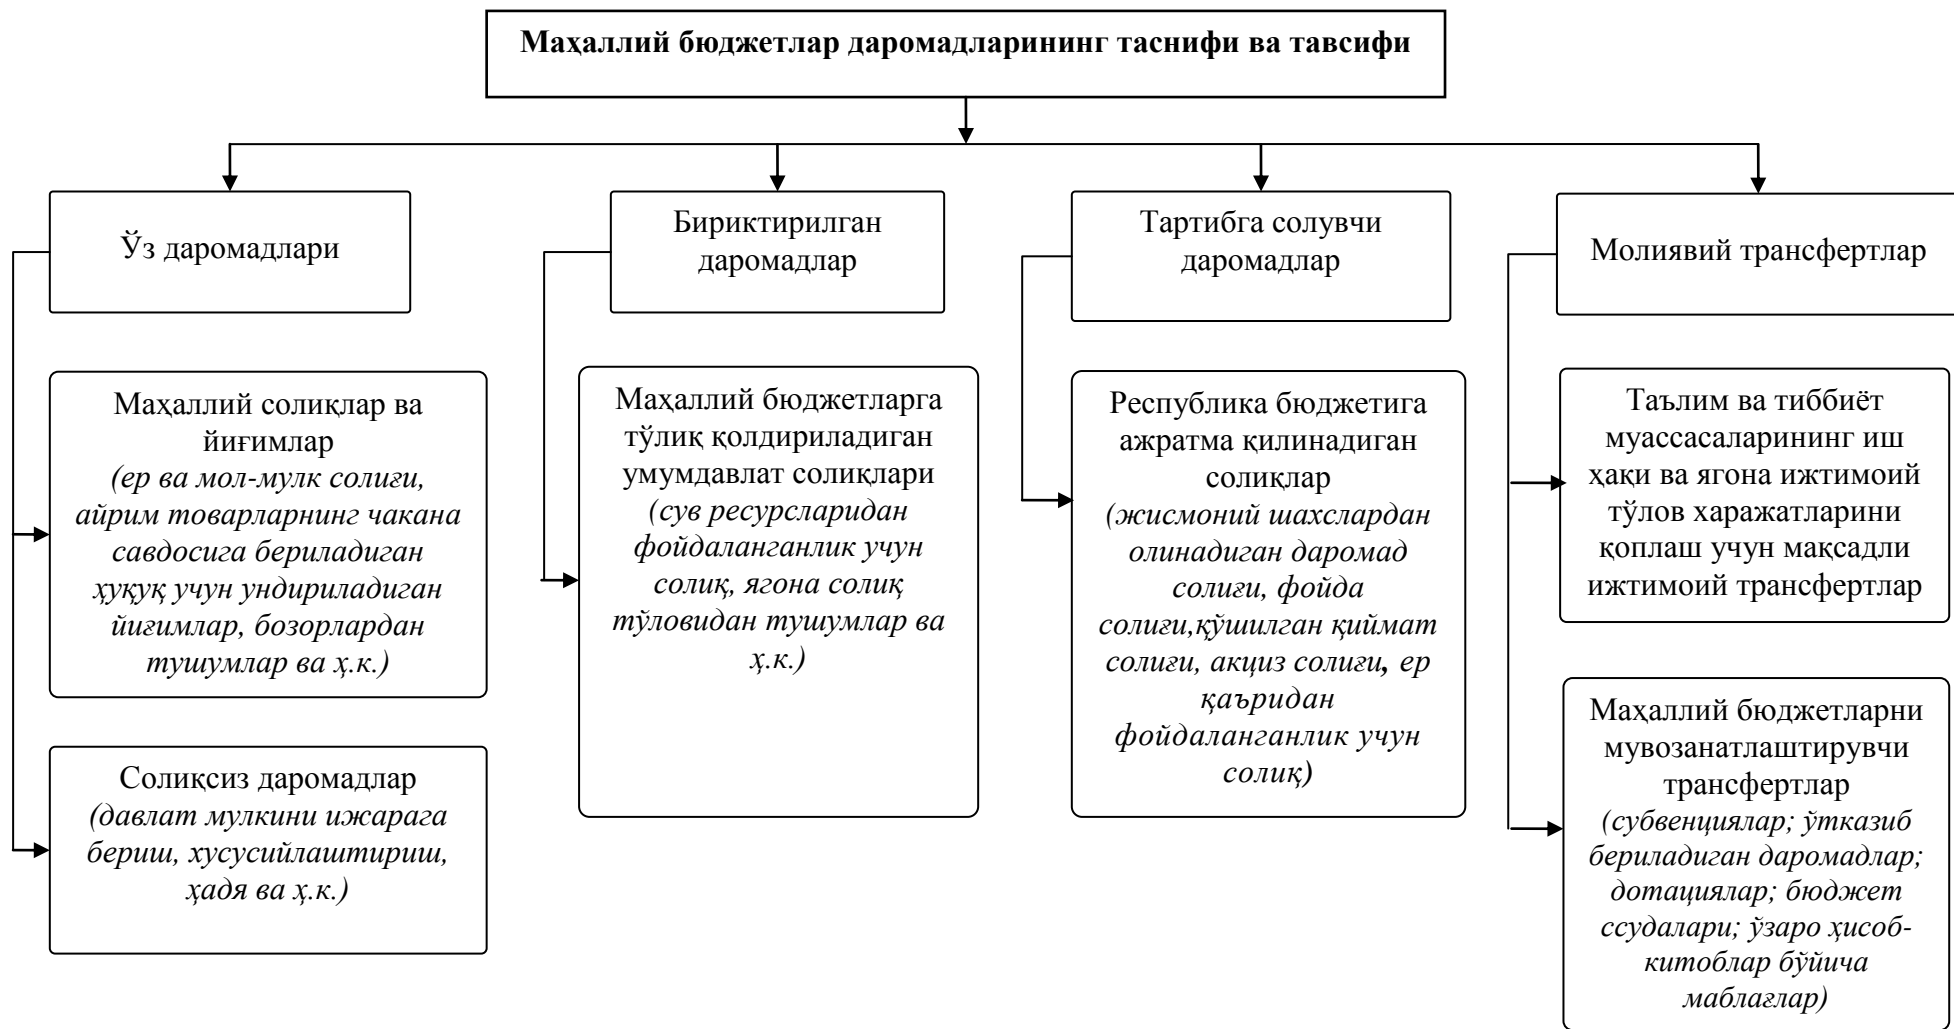 Маҳаллий бюджетлар даромадларининг таснифи ва тавсифи
Ўз даромадлари
Маҳаллий солиқлар ва
йиғимлар
(ер ва мол-мулк солиғи,
айрим товарларнинг чакана
савдосига бериладиган
ҳуқуқ учун ундириладиган
йиғимлар, бозорлардан
тушумлар ва ҳ.к.)
Солиқсиз даромадлар
(давлат мулкини ижарага
бериш, хусусийлаштириш,
ҳадя ва ҳ.к.)
Бириктирилган
даромадлар
Маҳаллий бюджетларга
тўлиқ қолдириладиган
умумдавлат солиқлари
(сув ресурсларидан
фойдаланганлик учун
солиқ, ягона солиқ
тўловидан тушумлар ва
ҳ.к.)
Тартибга солувчи
даромадлар
Республика бюджетига
ажратма қилинадиган
солиқлар
(жисмоний шахслардан
олинадиган даромад
солиғи, фойда
солиғи,қўшилган қиймат
солиғи, акциз солиғи, ер
қаъридан
фойдаланганлик учун
солиқ)
Молиявий трансфертлар
Таълим ва тиббиёт
муассасаларининг иш
ҳақи ва ягона ижтимоий
тўлов харажатларини
қоплаш учун мақсадли
ижтимоий трансфертлар
Маҳаллий бюджетларни
мувозанатлаштирувчи
трансфертлар
(субвенциялар; ўтказиб
бериладиган даромадлар;
дотациялар; бюджет
ссудалари; ўзаро ҳисоб-
китоблар бўйича
маблағлар)